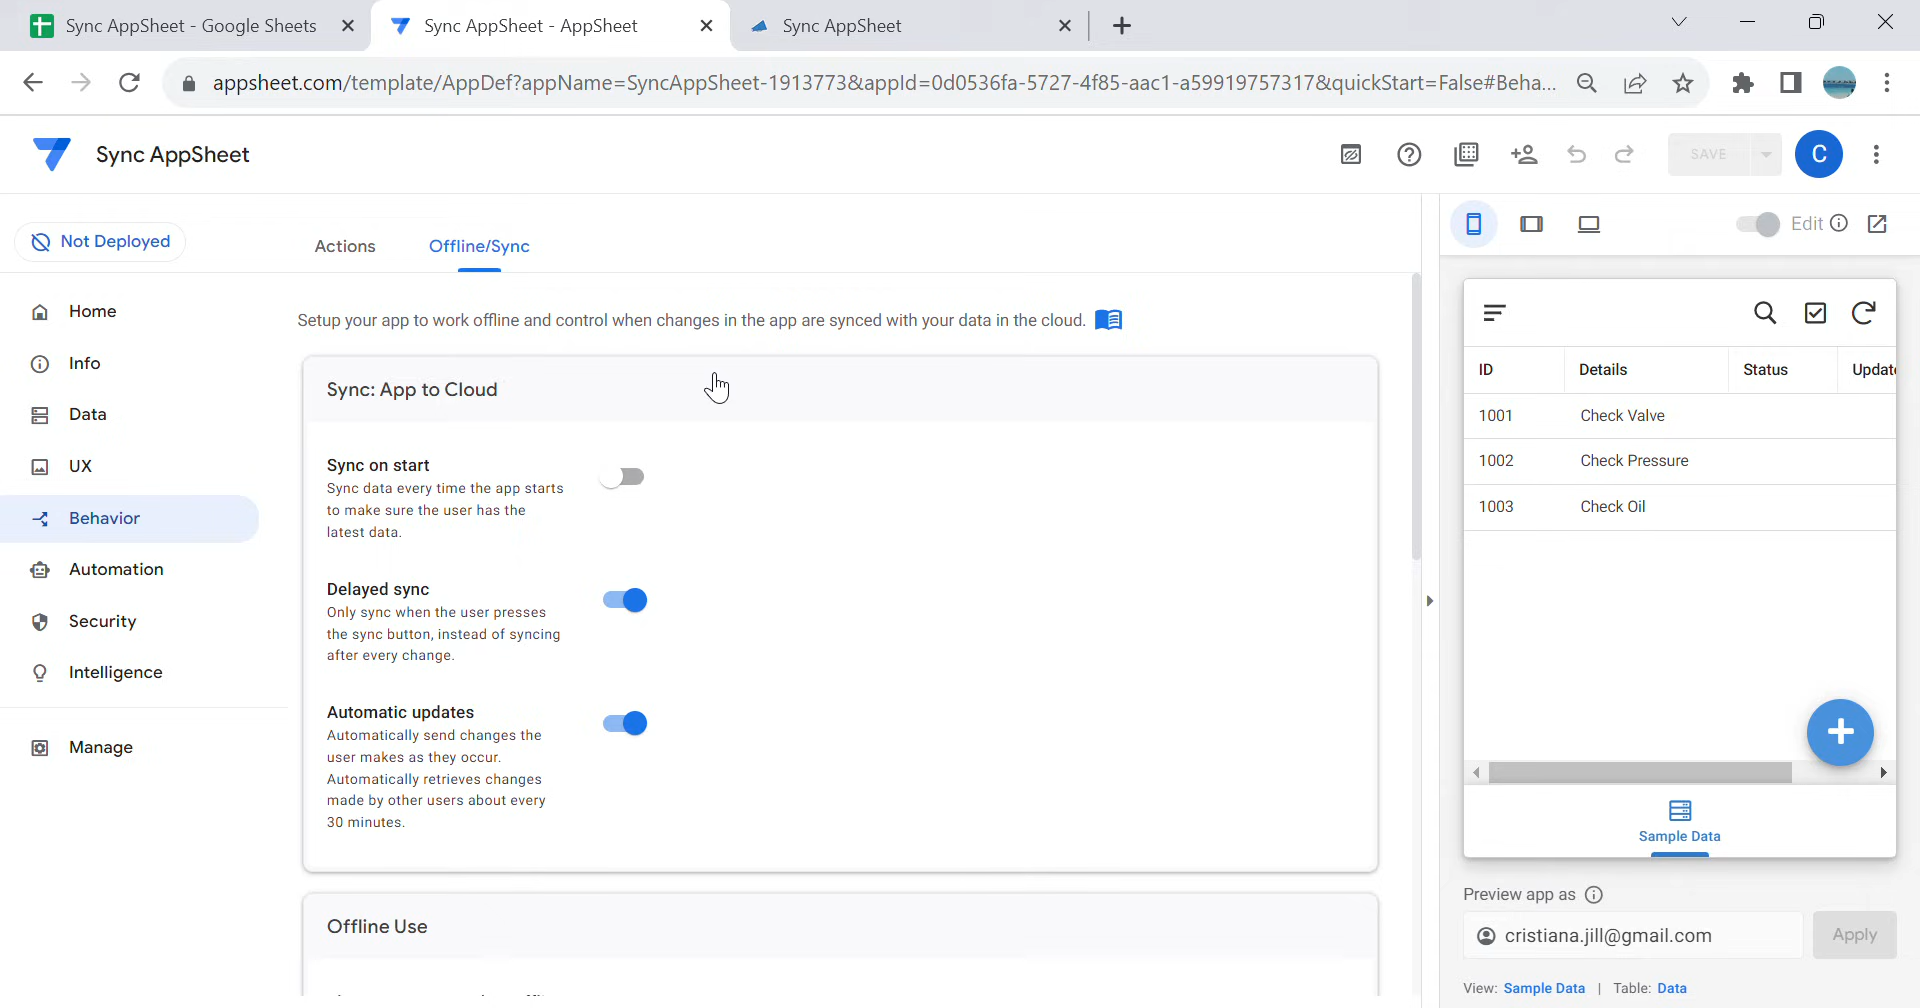 Sync AppSheet - Google Sheets
Sync AppSheet - AppSheet
Sync AppSheet
appsheet.com/template/AppDef?appName=SyncAppSheet-1913773&appId=0d0536fa-5727-4f85-aac1-a59919757317&quickStart=False#Beha...
Sync AppSheet
SAVE
C
Not Deployed
Actions
Offline/Sync
Edit
Home
Info
Data
UX
Behavior
Automation
Security
Intelligence
Manage
Setup your app to work offline and control when changes in the app are synced with your data in the cloud.
Sync: App to Cloud
Sync on start
Sync data every time the app starts
to make sure the user has the
latest data.
Delayed sync
Only sync when the user presses
the sync button, instead of syncing
after every change.
Automatic updates
Automatically send changes the
user makes as they occur.
Automatically retrieves changes
made by other users about every
30 minutes.
Offline Use
ID Details Status Updat
1001 Check Valve
1002 Check Pressure
1003 Check Oil
Sample Data
Preview app as
cristiana.jill@gmail.com
Apply
View: Sample Data | Table: Data